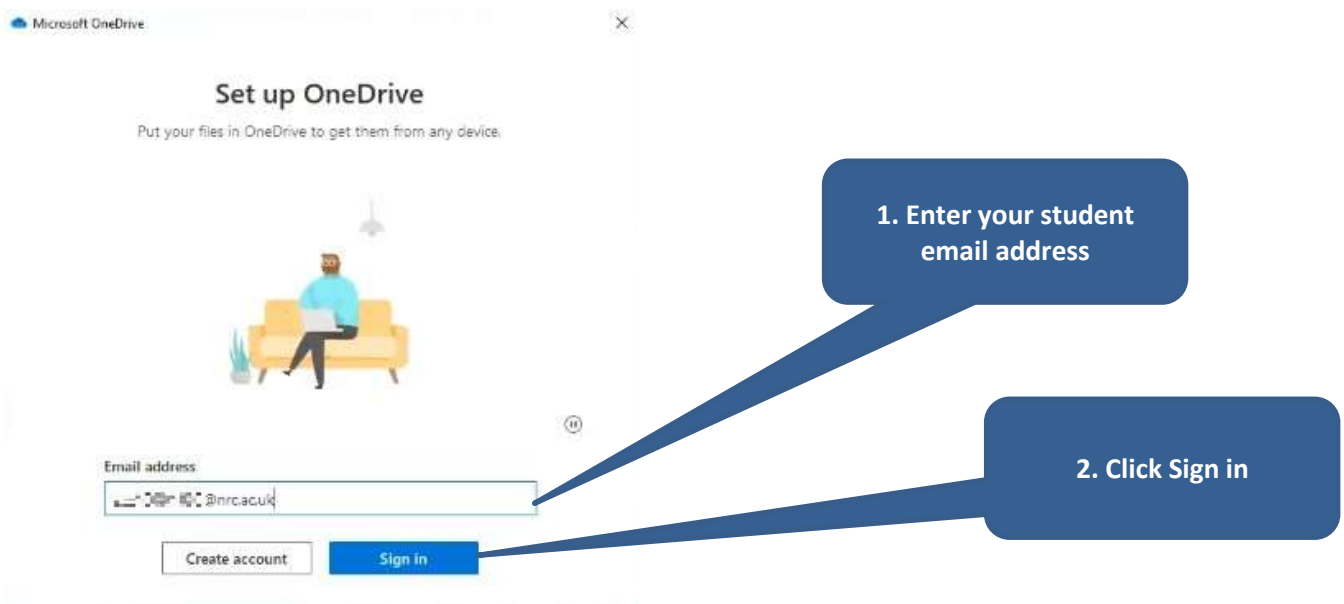 Microsoft OneDrive
Set up OneDrive
Put your files in OneDrive to get them from any device.
1. Enter your student
email address
Email address
@nrc.ac.uk
2. Click Sign in
Create account
Sign in